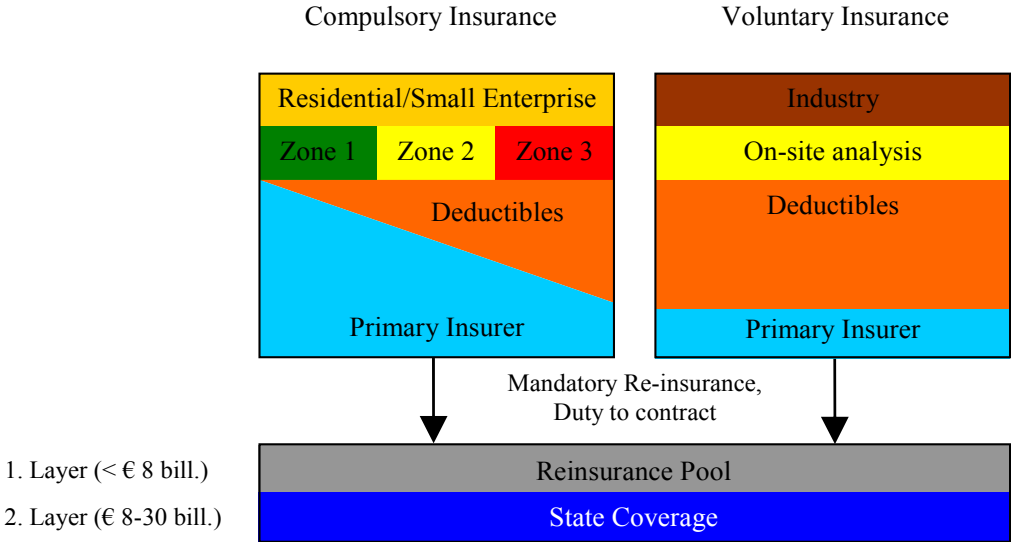 Compulsory Insurance
Voluntary Insurance
Residential/Small Enterprise
Industry
Zone 1
Zone 2
Zone 3
On-site analysis
Deductibles
Deductibles
Primary Insurer
Primary Insurer
Mandatory Re-insurance,
Duty to contract
1. Layer (< € 8 bill.)
Reinsurance Pool
2. Layer (€ 8-30 bill.)
State Coverage